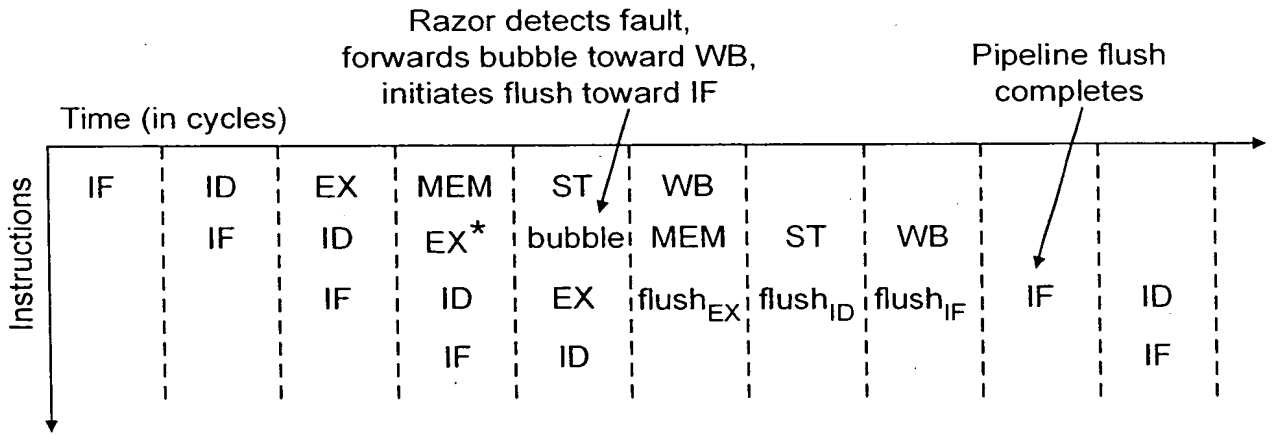 Razor detects fault,
forwards bubble toward WB,
initiates flush toward IF
Pipeline flush
completes
Time (in cycles)
Instructions
IF ID EX MEM ST WB
IF ID EX* bubble MEM ST WB
IF ID EX flushEX flushID flushIF IF ID
IF ID IF